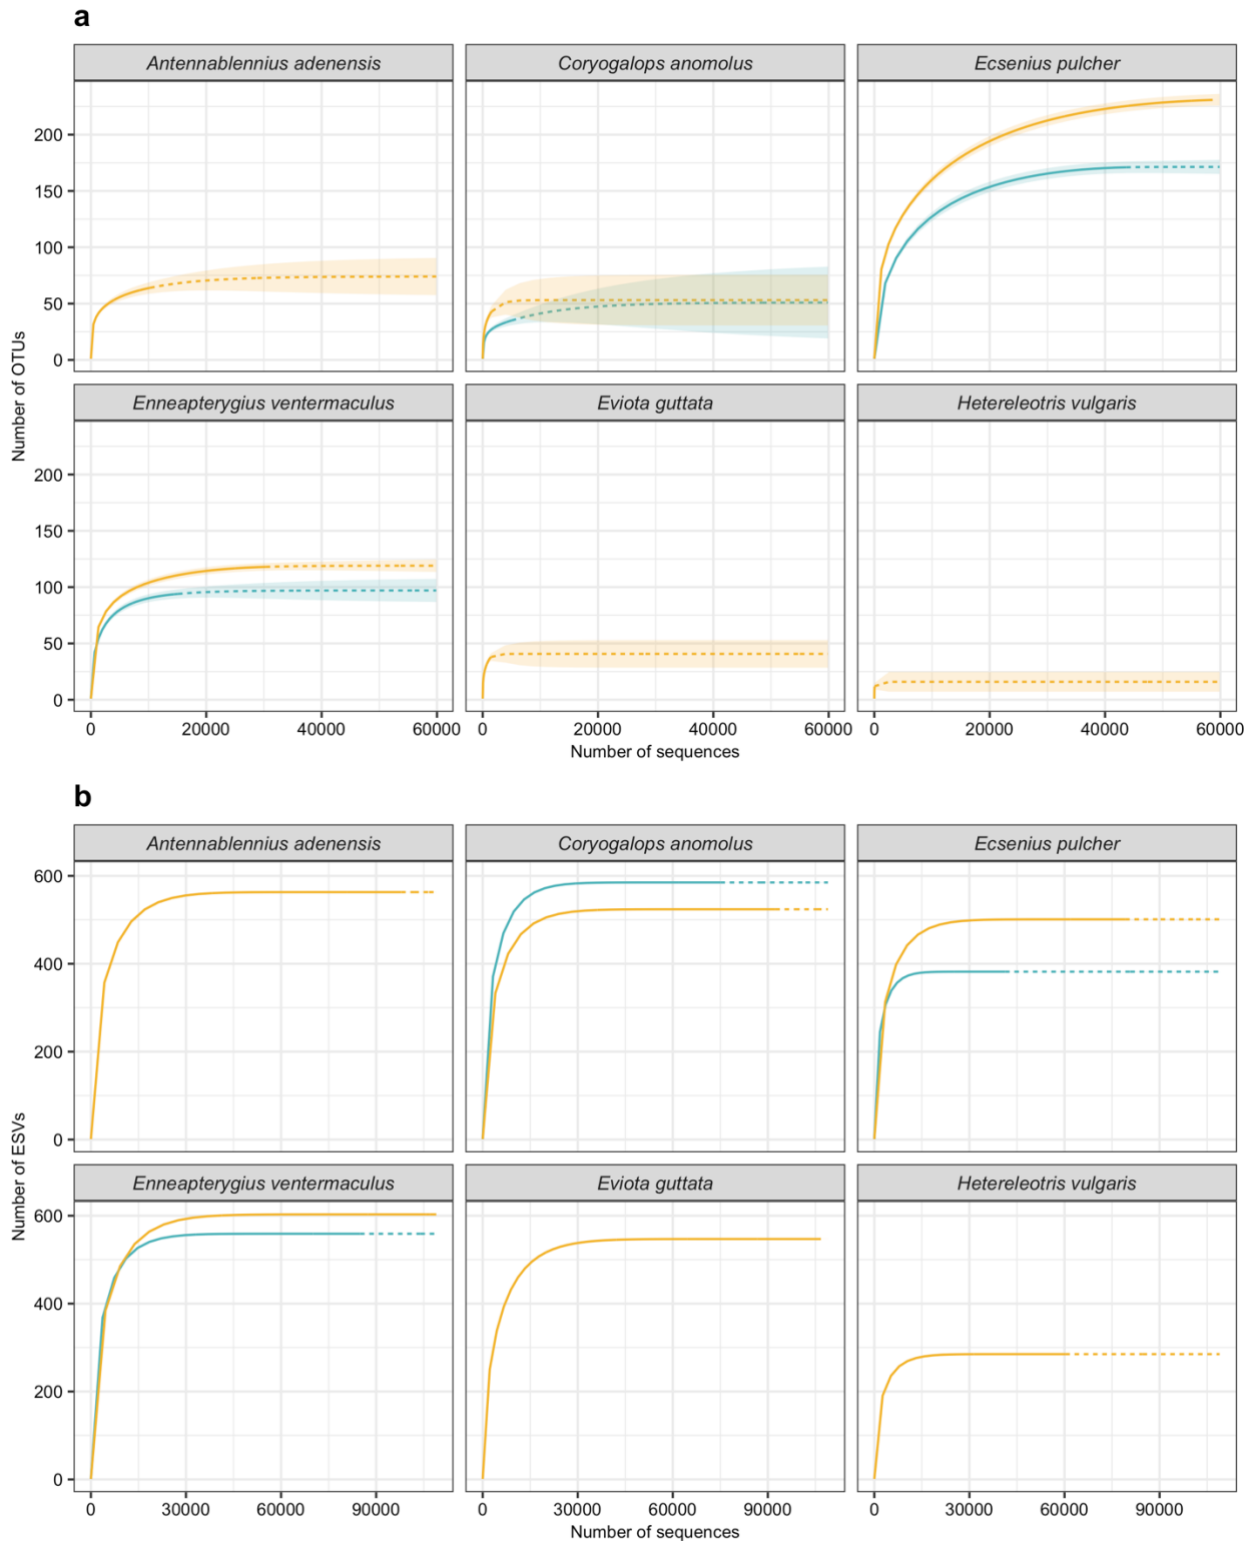 a
Antennablennius adenensis
Coryogalops anomolus
Ecsenius pulcher
200
150
100
50
0
Number of OTUs
Enneapterygius ventermaculus
Eviota guttata
Hetereleotris vulgaris
200
150
100
50
0
0 20000 40000 60000
0 20000 40000 60000
0 20000 40000 60000
Number of sequences
b
Antennablennius adenensis
Coryogalops anomolus
Ecsenius pulcher
600
400
200
0
Number of ESVs
Enneapterygius ventermaculus
Eviota guttata
Hetereleotris vulgaris
600
400
200
0
0 30000 60000 90000
0 30000 60000 90000
0 30000 60000 90000
Number of sequences